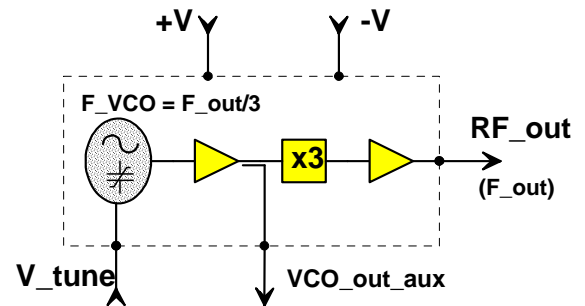 +V
-V
F_VCO = F_out/3
x3
RF_out
(F_out)
V_tune
VCO_out_aux